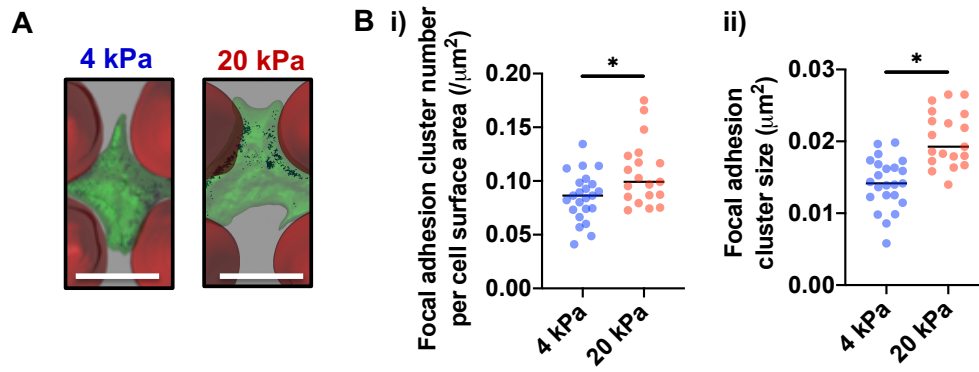 A
4 kPa
20 kPa
B i)
Focal adhesion cluster number
per cell surface area (/µm²)
0.20
0.15
0.10
0.05
0.00
*
4 kPa
20 kPa
ii)
Focal adhesion
cluster size (µm²)
0.03
0.02
0.01
0.00
*
4 kPa
20 kPa